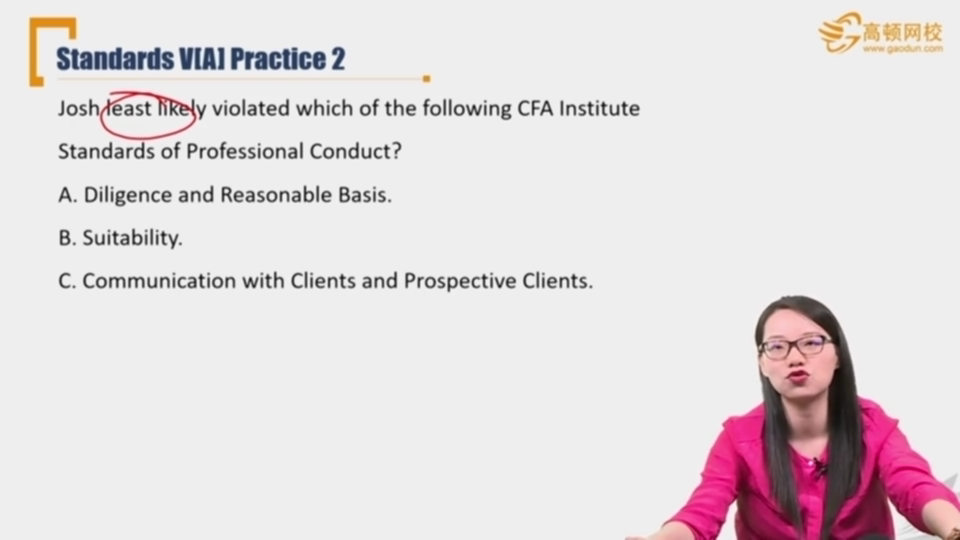 Standards V[A] Practice 2
高顿网校
www.gaodun.com
Josh least likely violated which of the following CFA Institute
Standards of Professional Conduct?
A. Diligence and Reasonable Basis.
B. Suitability.
C. Communication with Clients and Prospective Clients.